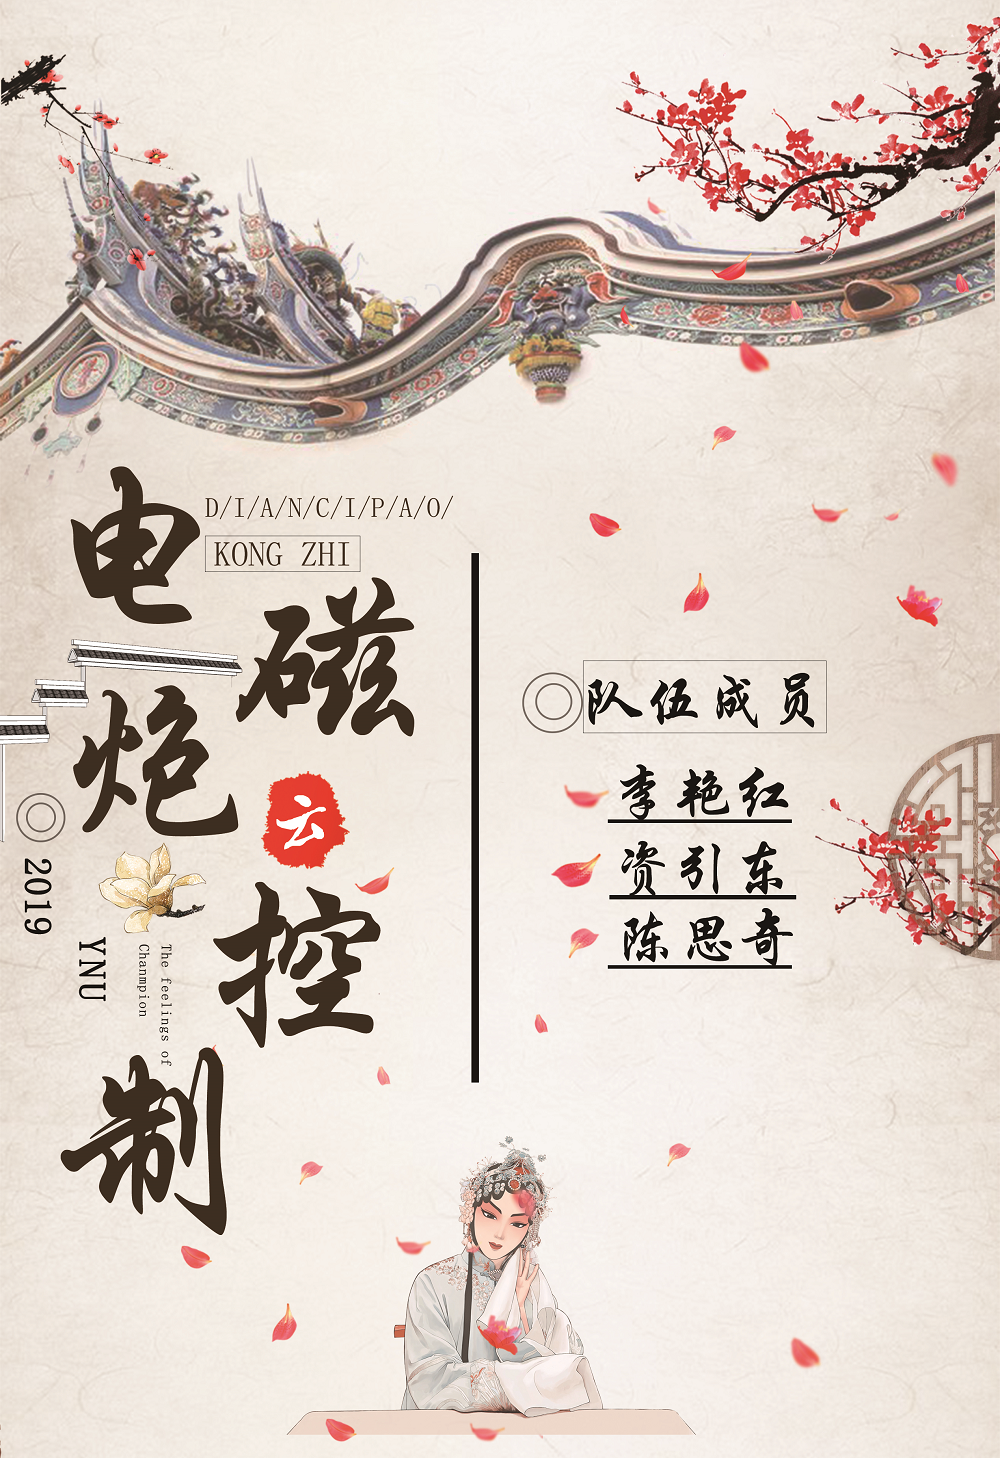 电磁炮控制
D/I/A/N/C/I/P/A/O/
KONG ZHI
云
2019
YNU
The feelings of
Chanmpion
队伍成员
李艳红
资引东
陈思奇